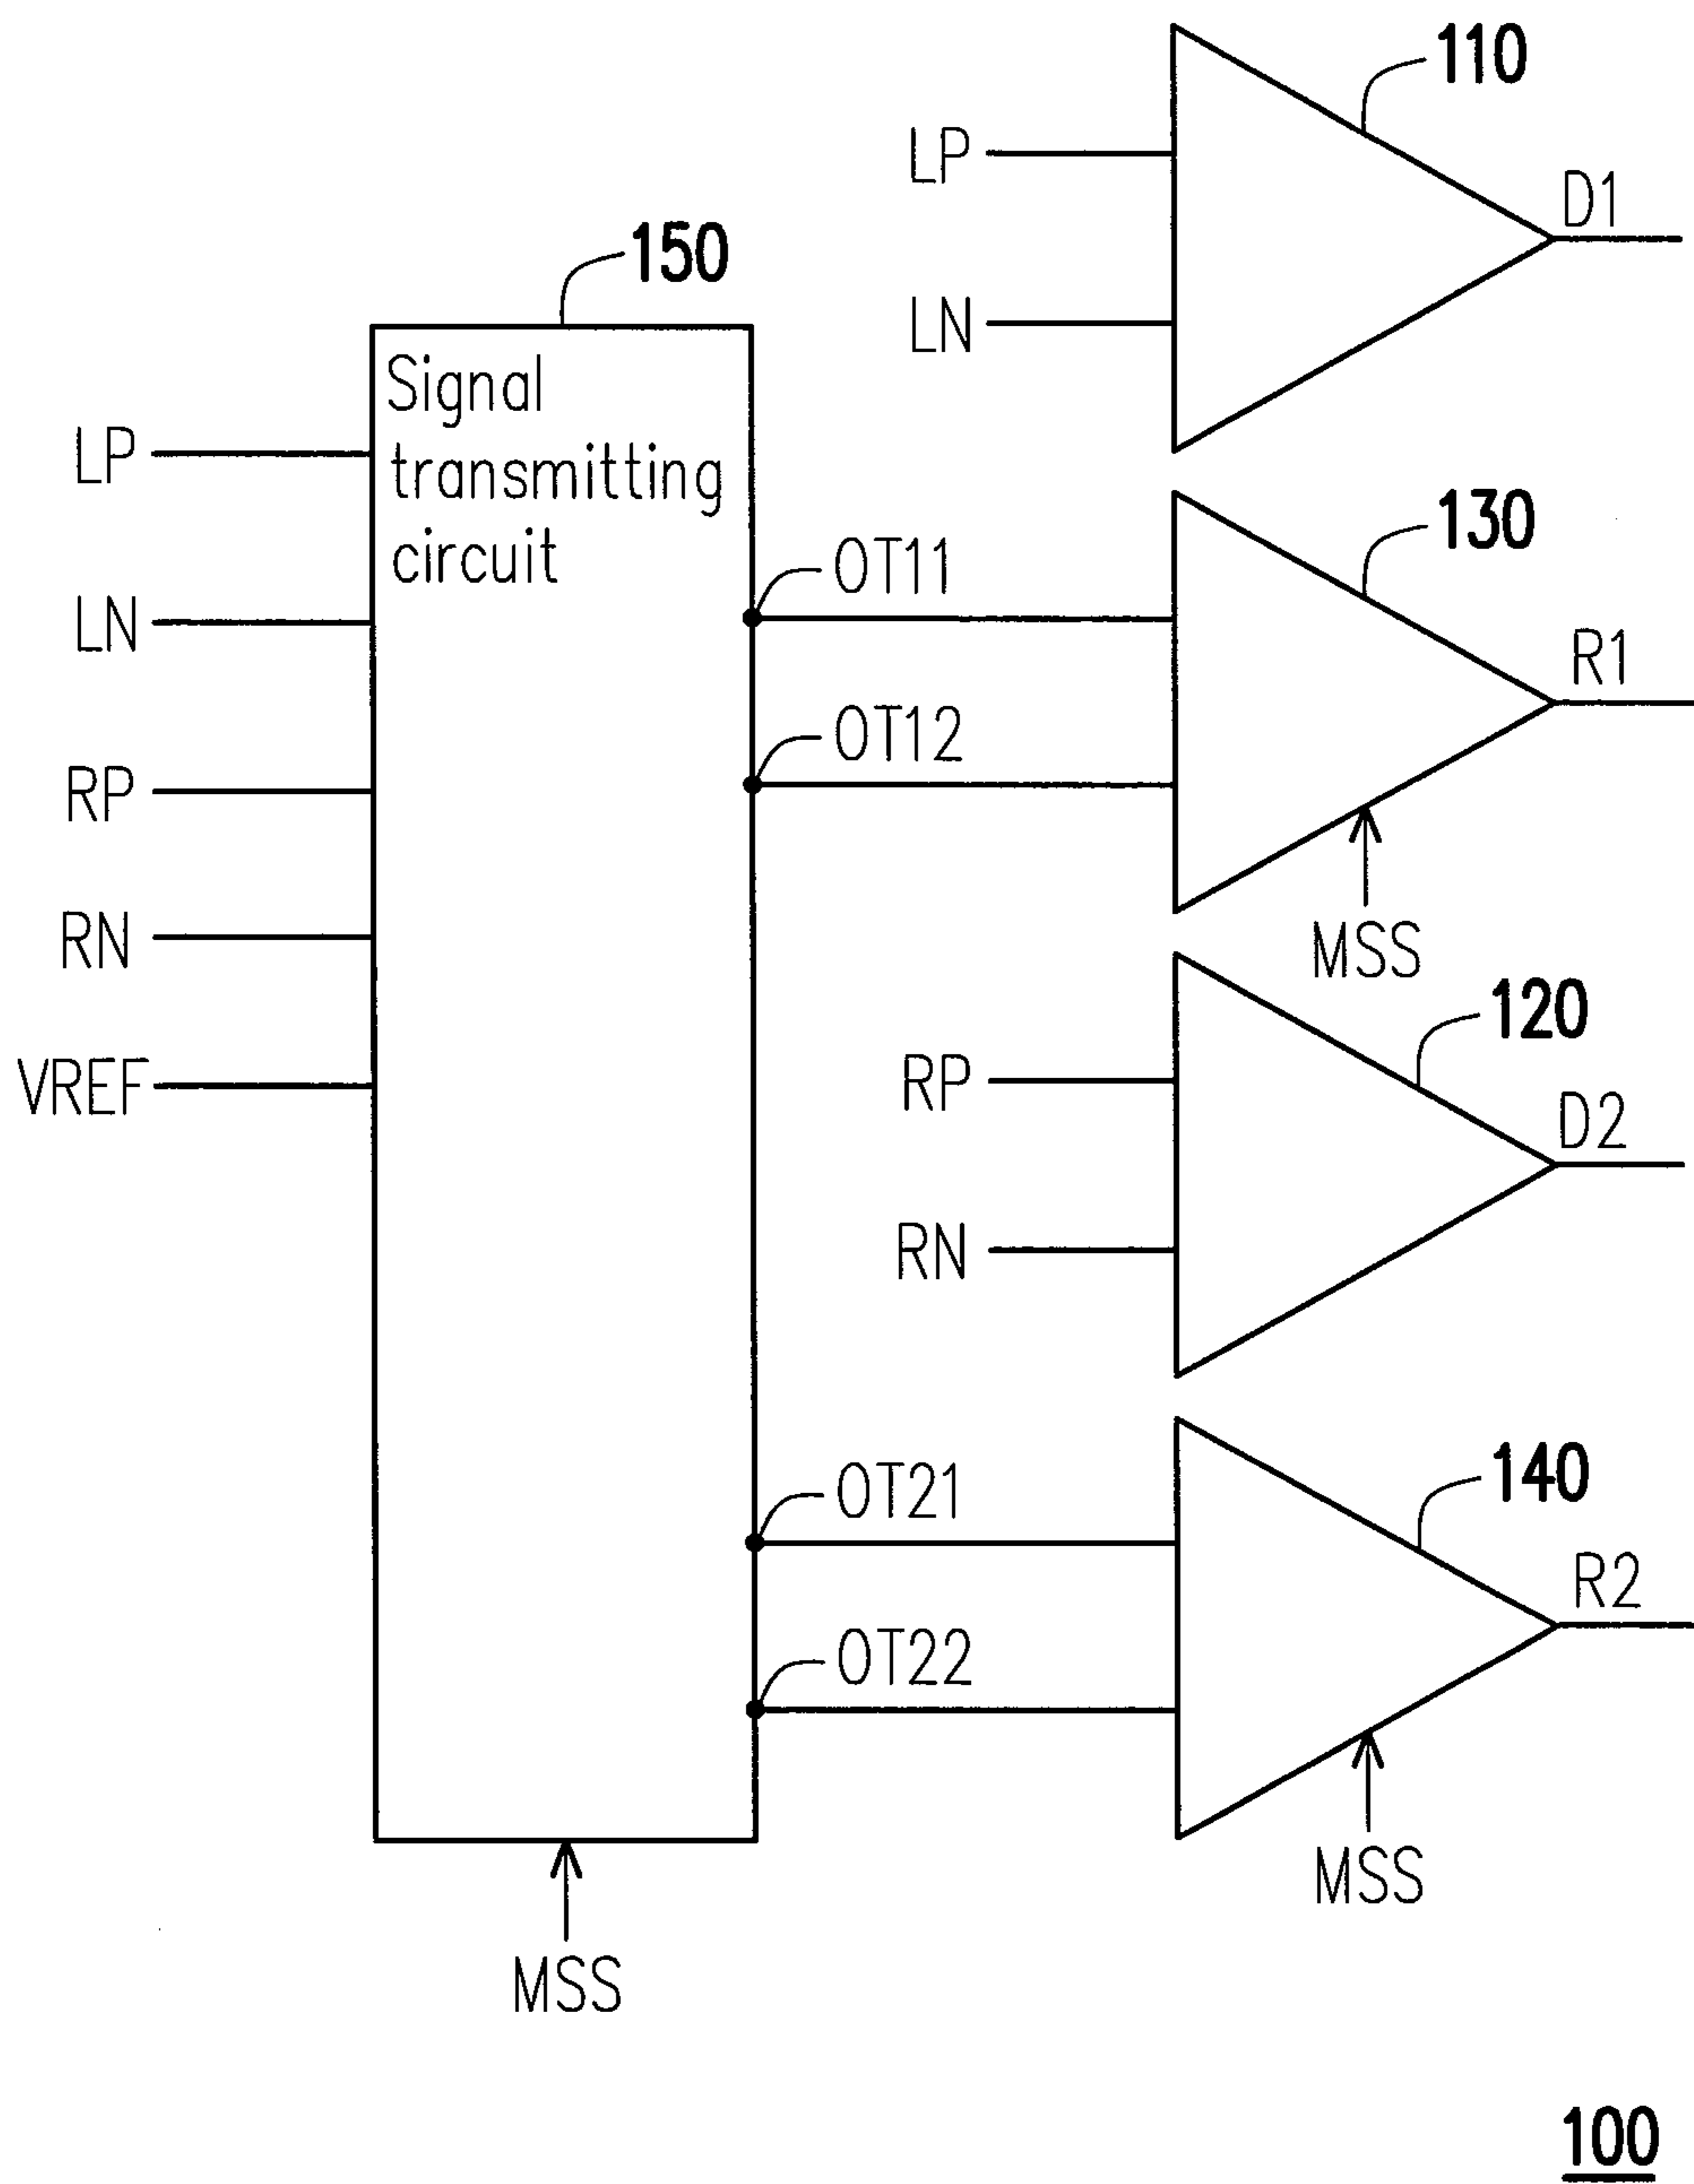 110
LP
D1
LN
150
Signal
transmitting
circuit
LP
LN
RP
RN
VREF
OT11
OT12
130
R1
MSS
120
RP
D2
RN
OT21
OT22
140
R2
MSS
MSS
100